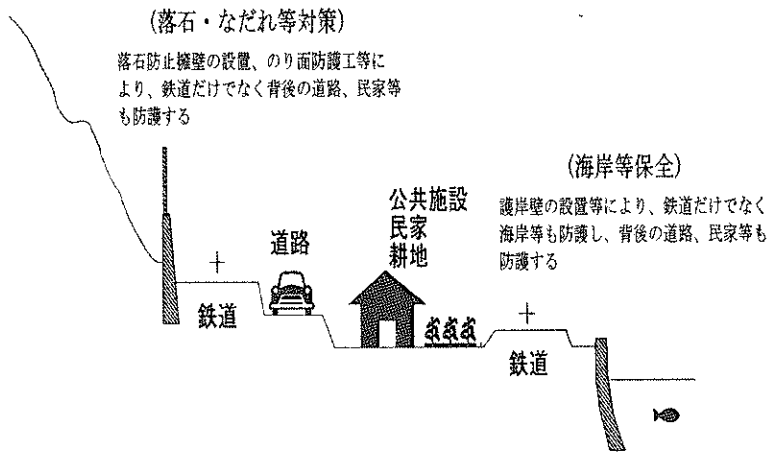 (落石・なだれ等対策)
落石防止擁壁の設置、のり面防護工等に
より、鉄道だけでなく背後の道路、民家等
も防護する
(海岸等保全)
護岸壁の設置等により、鉄道だけでなく
海岸等も防護し、背後の道路、民家等も
防護する
公共施設
民家
耕地
道路
鉄道
鉄道